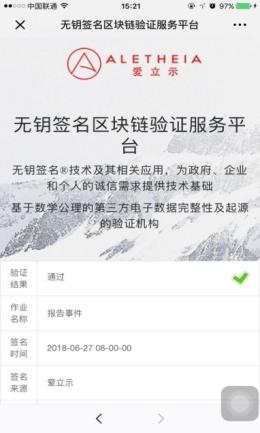 中国联通 15:21 97%
无钥签名区块链验证服务平台
ALETHEIA
爱立示
无钥签名区块链验证服务平
台
无钥签名®技术及其相关应用，为政府、企业
和个人的诚信需求提供技术基础
基于数学公理的第三方电子数据完整性及起源
的验证机构
验证
结果 通过
作业
名称 报告事件
签名
时间 2018-06-27 08-00-00
签名
来源 爱立示